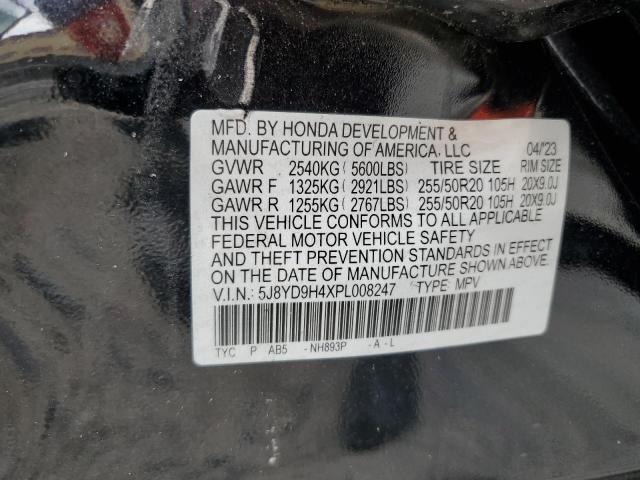 MFD. BY HONDA DEVELOPMENT &
MANUFACTURING OF AMERICA, LLC 04/'23
GVWR 2540KG (5600LBS) TIRE SIZE RIM SIZE
GAWR F 1325KG (2921LBS) 255/50R20 105H 20X9.0J
GAWR R 1255KG (2767LBS) 255/50R20 105H 20X9.0J
THIS VEHICLE CONFORMS TO ALL APPLICABLE
FEDERAL MOTOR VEHICLE SAFETY
AND THEFT PREVENTION STANDARDS IN EFFECT
ON THE DATE OF MANUFACTURE SHOWN ABOVE.
V.I.N.: 5J8YD9H4XPL008247 TYPE: MPV
TYC P AB5 -NH893P -A-L